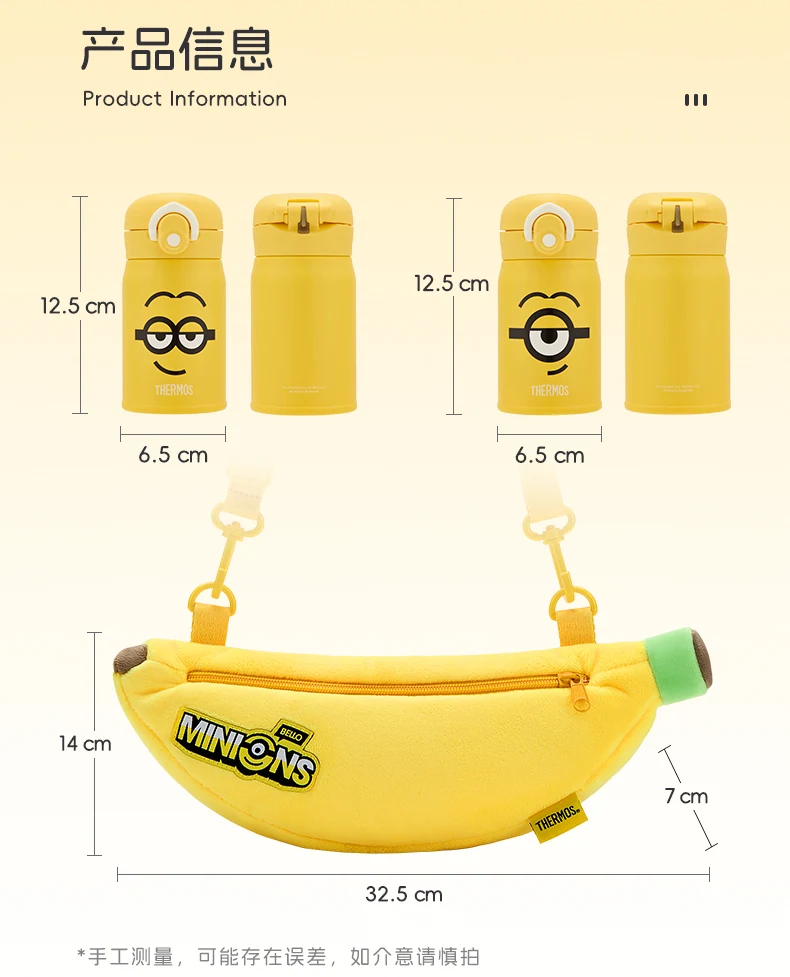 产品信息
Product Information
12.5 cm
12.5 cm
THERMOS
THERMOS
6.5 cm
6.5 cm
14 cm
BELLO
MINIONS
7 cm
THERMOS
32.5 cm
*手工测量，可能存在误差，如介意请慎拍